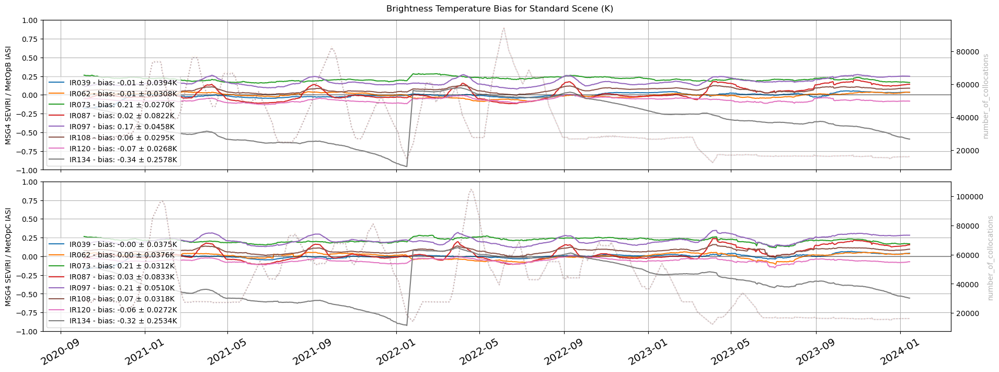 Brightness Temperature Bias for Standard Scene (K)
MSG4 SEVIRI / MetOpB IASI
1.00
0.75
0.50
0.25
0.00
−0.25
−0.50
−0.75
−1.00
IR039 - bias: -0.01 ± 0.0394K
IR062 - bias: -0.01 ± 0.0308K
IR073 - bias: 0.21 ± 0.0270K
IR087 - bias: 0.02 ± 0.0822K
IR097 - bias: 0.17 ± 0.0458K
IR108 - bias: 0.06 ± 0.0295K
IR120 - bias: -0.07 ± 0.0268K
IR134 - bias: -0.34 ± 0.2578K
80000
60000
40000
20000
number_of_collocations
MSG4 SEVIRI / MetOpC IASI
1.00
0.75
0.50
0.25
0.00
−0.25
−0.50
−0.75
−1.00
IR039 - bias: -0.00 ± 0.0375K
IR062 - bias: 0.00 ± 0.0376K
IR073 - bias: 0.21 ± 0.0312K
IR087 - bias: 0.03 ± 0.0833K
IR097 - bias: 0.21 ± 0.0510K
IR108 - bias: 0.07 ± 0.0318K
IR120 - bias: -0.06 ± 0.0272K
IR134 - bias: -0.32 ± 0.2534K
100000
80000
60000
40000
20000
number_of_collocations
2020-09
2021-01
2021-05
2021-09
2022-01
2022-05
2022-09
2023-01
2023-05
2023-09
2024-01